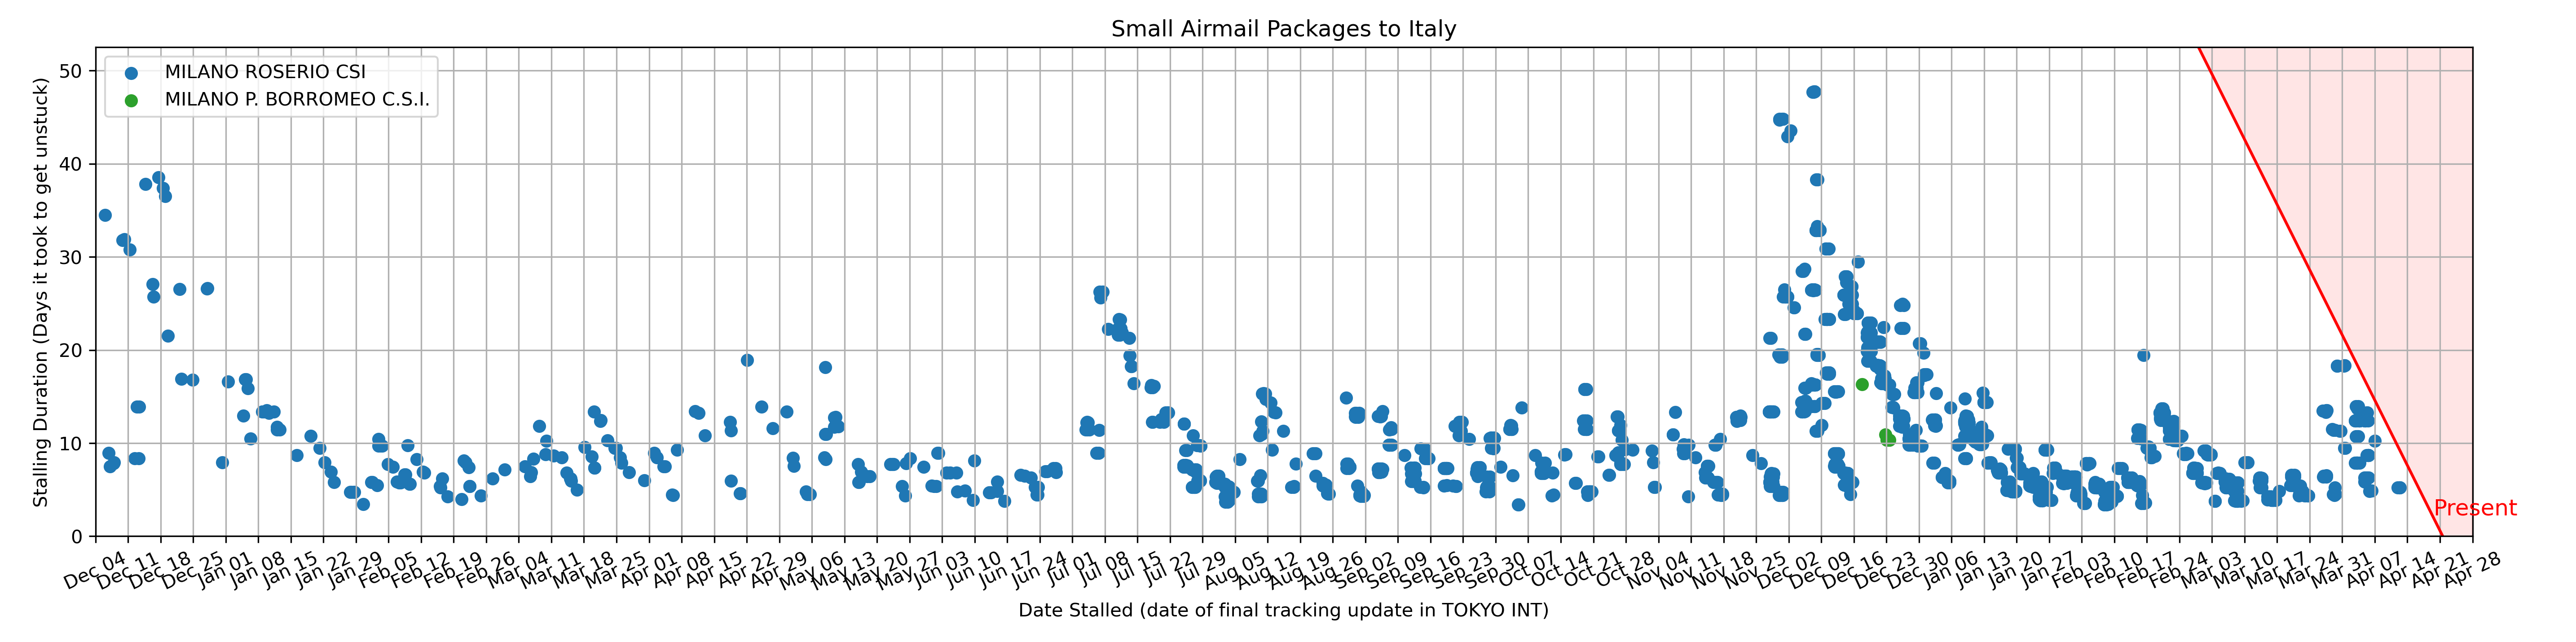 Small Airmail Packages to Italy
MILANO ROSERIO CSI
MILANO P. BORROMEO C.S.I.
Stalling Duration (Days it took to get unstuck)
50
40
30
20
10
0
Present
Dec 04
Dec 11
Dec 18
Dec 25
Jan 01
Jan 08
Jan 15
Jan 22
Jan 29
Feb 05
Feb 12
Feb 19
Feb 26
Mar 04
Mar 11
Mar 18
Mar 25
Apr 01
Apr 08
Apr 15
Apr 22
Apr 29
May 06
May 13
May 20
May 27
Jun 03
Jun 10
Jun 17
Jun 24
Jul 01
Jul 08
Jul 15
Jul 22
Jul 29
Aug 05
Aug 12
Aug 19
Aug 26
Sep 02
Sep 09
Sep 16
Sep 23
Sep 30
Oct 07
Oct 14
Oct 21
Oct 28
Nov 04
Nov 11
Nov 18
Nov 25
Dec 02
Dec 09
Dec 16
Dec 23
Dec 30
Jan 06
Jan 13
Jan 20
Jan 27
Feb 03
Feb 10
Feb 17
Feb 24
Mar 03
Mar 10
Mar 17
Mar 24
Mar 31
Apr 07
Apr 14
Apr 21
Apr 28
Date Stalled (date of final tracking update in TOKYO INT)